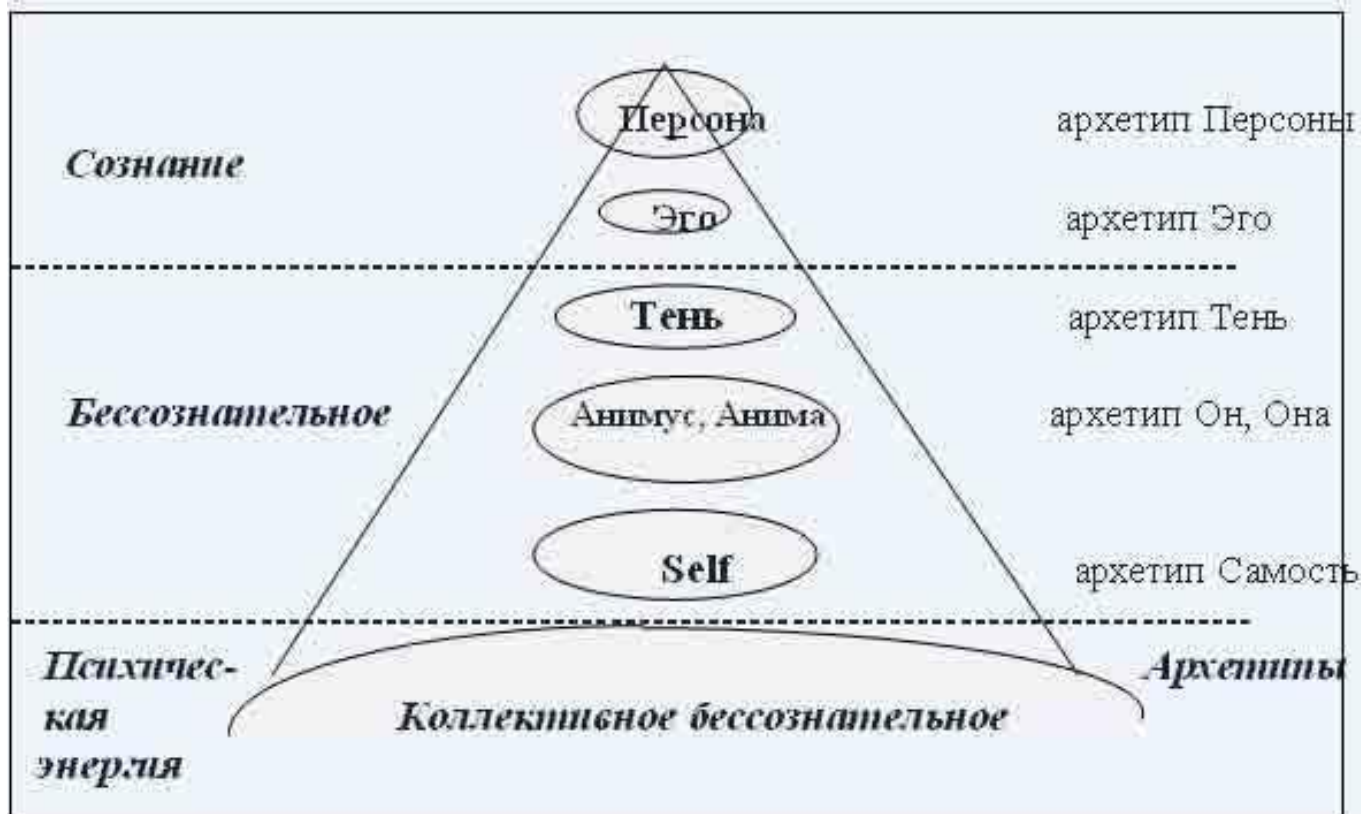 Персона
архетип Персоны
Сознание
Эго
архетип Эго
Тень
архетип Тень
Бессознательное
Анимус, Анима
архетип Он, Она
Self
архетип Самость
Психичес-
кая
энергия
Архетипы
Коллективное бессознательное